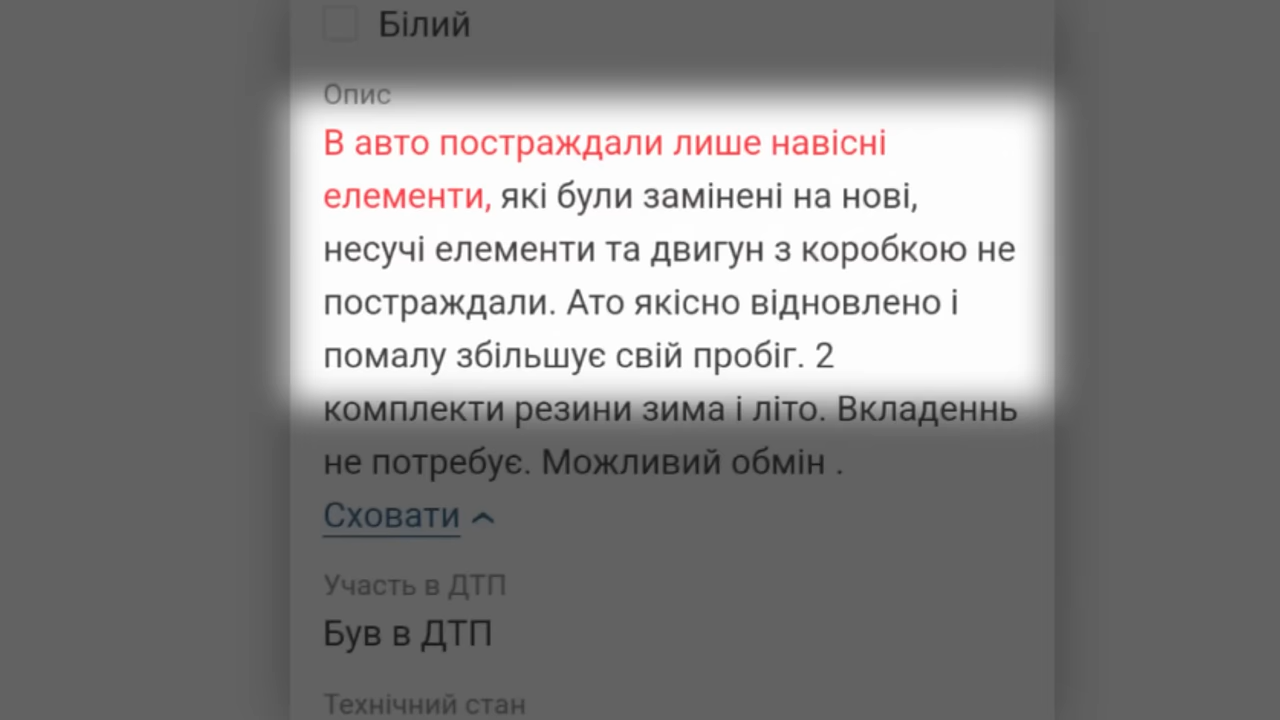 Білий
Опис
В авто постраждали лише навісні
елементи, які були замінені на нові,
несучі елементи та двигун з коробкою не
постраждали. Ато якісно відновлено і
помалу збільшує свій пробіг. 2
комплекти резини зима і літо. Вкладеннь
не потребує. Можливий обмін .
Сховати
Участь в ДТП
Був в ДТП
Технічний стан